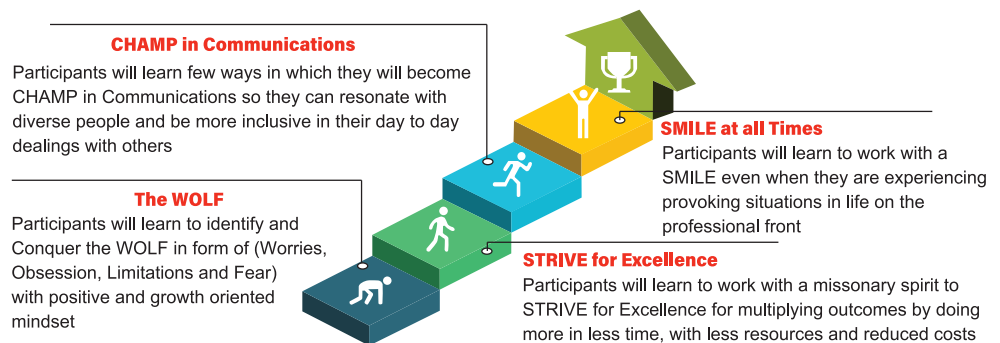 CHAMP in Communications
Participants will learn few ways in which they will become
CHAMP in Communications so they can resonate with
diverse people and be more inclusive in their day to day
dealings with others
The WOLF
Participants will learn to identify and
Conquer the WOLF in form of (Worries,
Obsession, Limitations and Fear)
with positive and growth oriented
mindset
SMILE at all Times
Participants will learn to work with a
SMILE even when they are experiencing
provoking situations in life on the
professional front
STRIVE for Excellence
Participants will learn to work with a missonary spirit to
STRIVE for Excellence for multiplying outcomes by doing
more in less time, with less resources and reduced costs